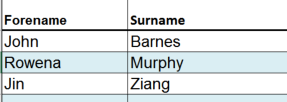 Forename Surname
John Barnes
Rowena Murphy
Jin Ziang